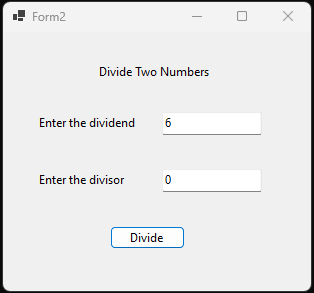 Form2
Divide Two Numbers
Enter the dividend 6
Enter the divisor 0
Divide